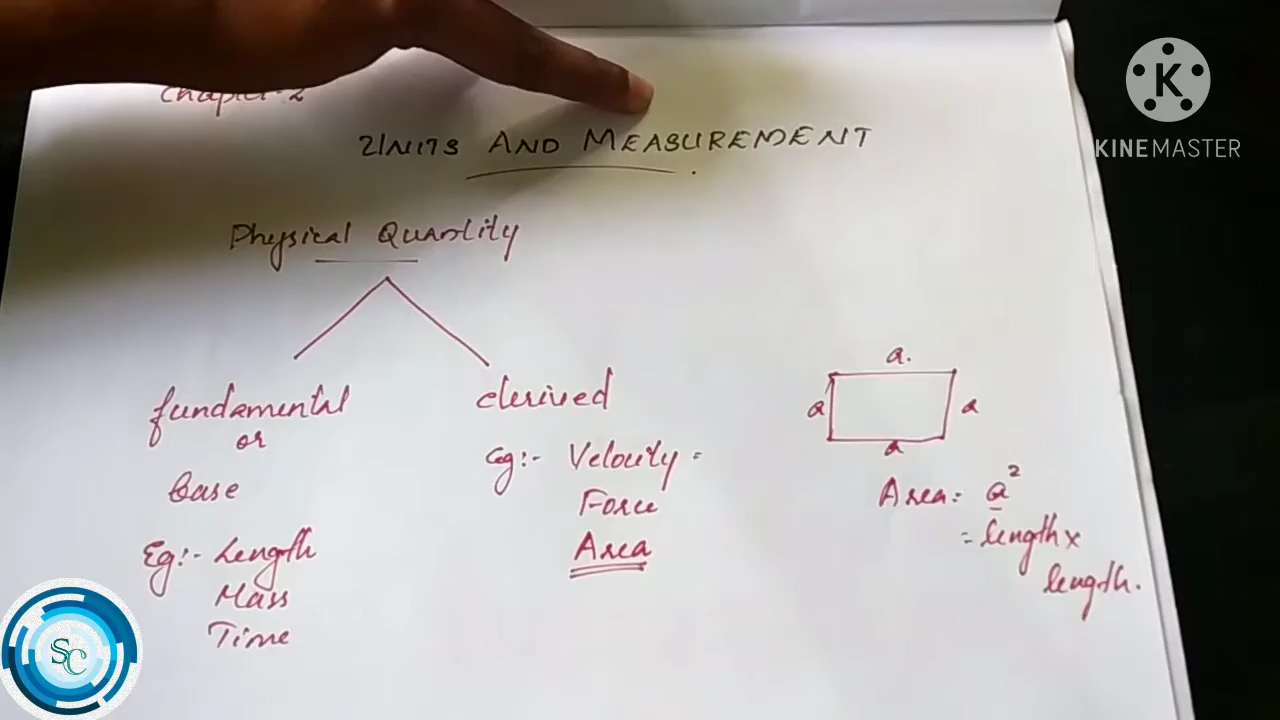 Chapter-2
UNITS AND MEASUREMENT
Physical Quantity
fundamental
or
base
Eg:- Length
Mass
Time
derived
eg:- Velocity -
Force
Area
a.
a
a
a
Area = a²
= length x
length.
KINEMASTER
K
SC